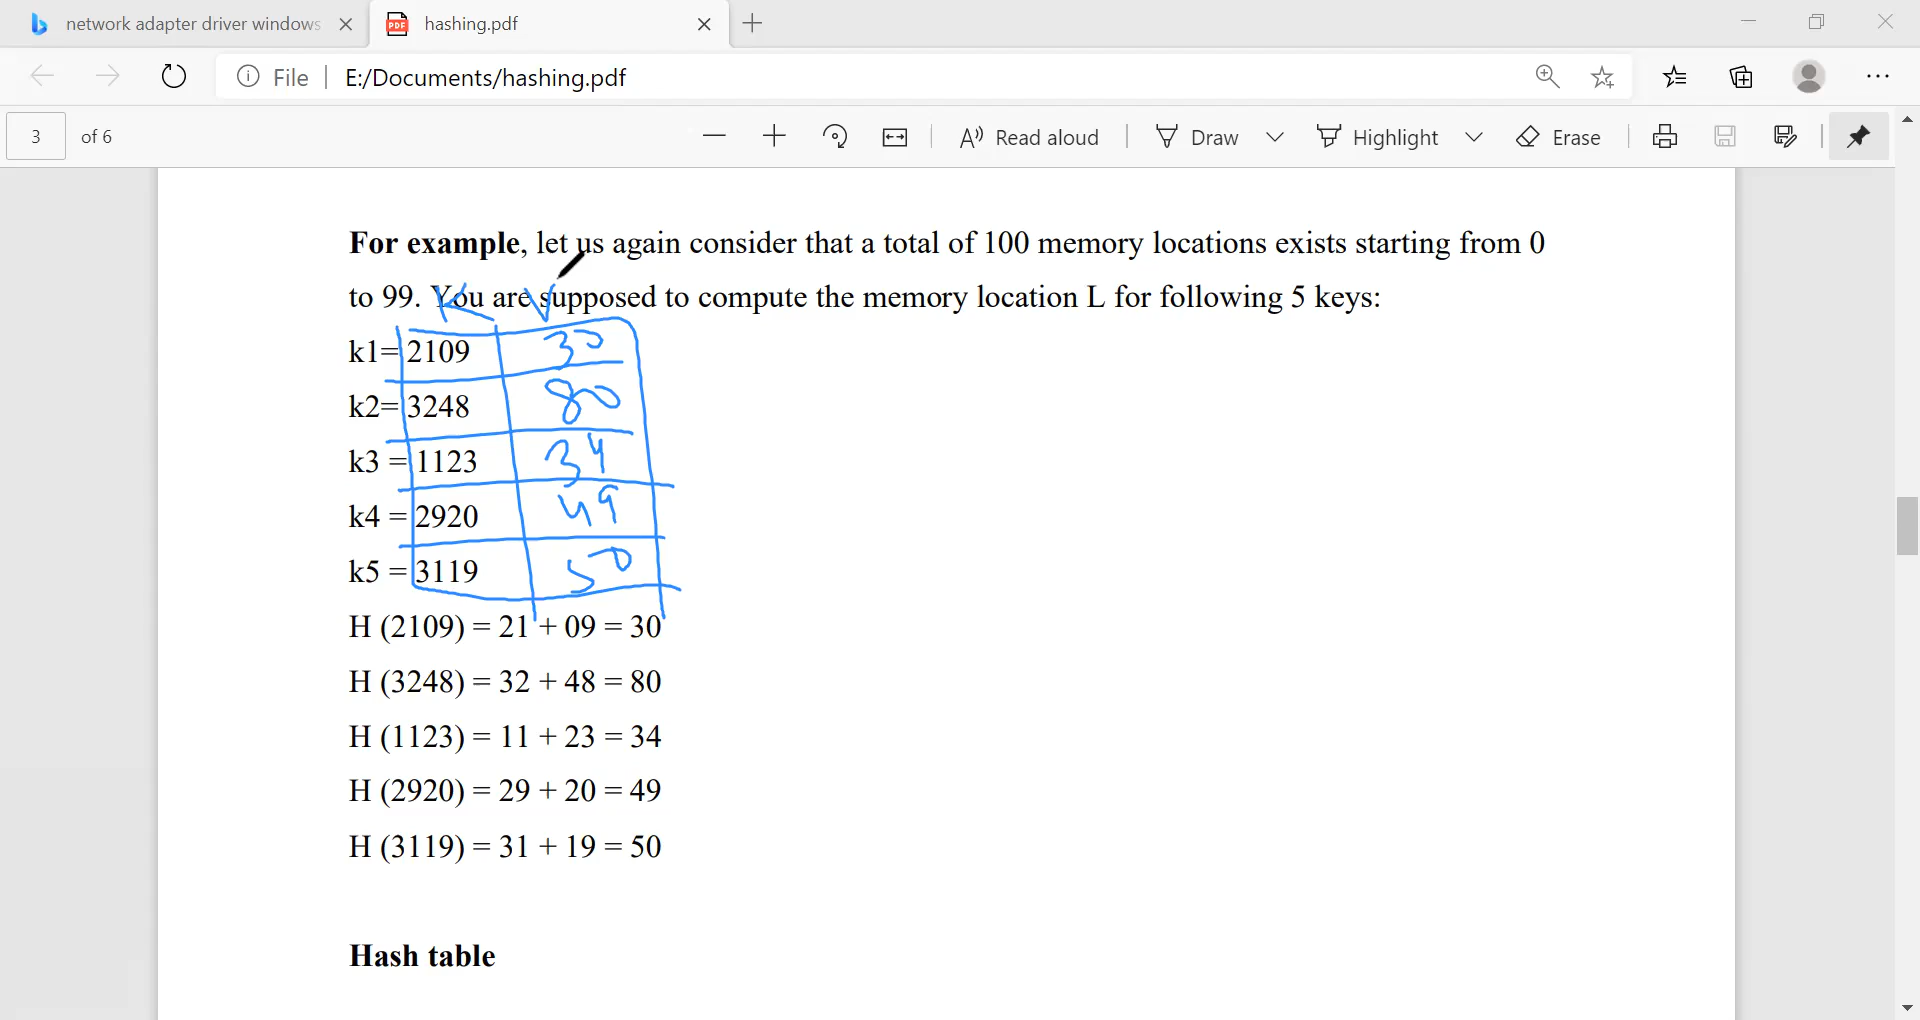 network adapter driver windows
hashing.pdf
File | E:/Documents/hashing.pdf
3 of 6
Read aloud
Draw
Highlight
Erase
For example, let us again consider that a total of 100 memory locations exists starting from 0
to 99. You are supposed to compute the memory location L for following 5 keys:
K V
k1= 2109 30
k2= 3248 80
k3 = 1123 34
k4 = 2920 49
k5 = 3119 50
H (2109) = 21 + 09 = 30
H (3248) = 32 + 48 = 80
H (1123) = 11 + 23 = 34
H (2920) = 29 + 20 = 49
H (3119) = 31 + 19 = 50
Hash table